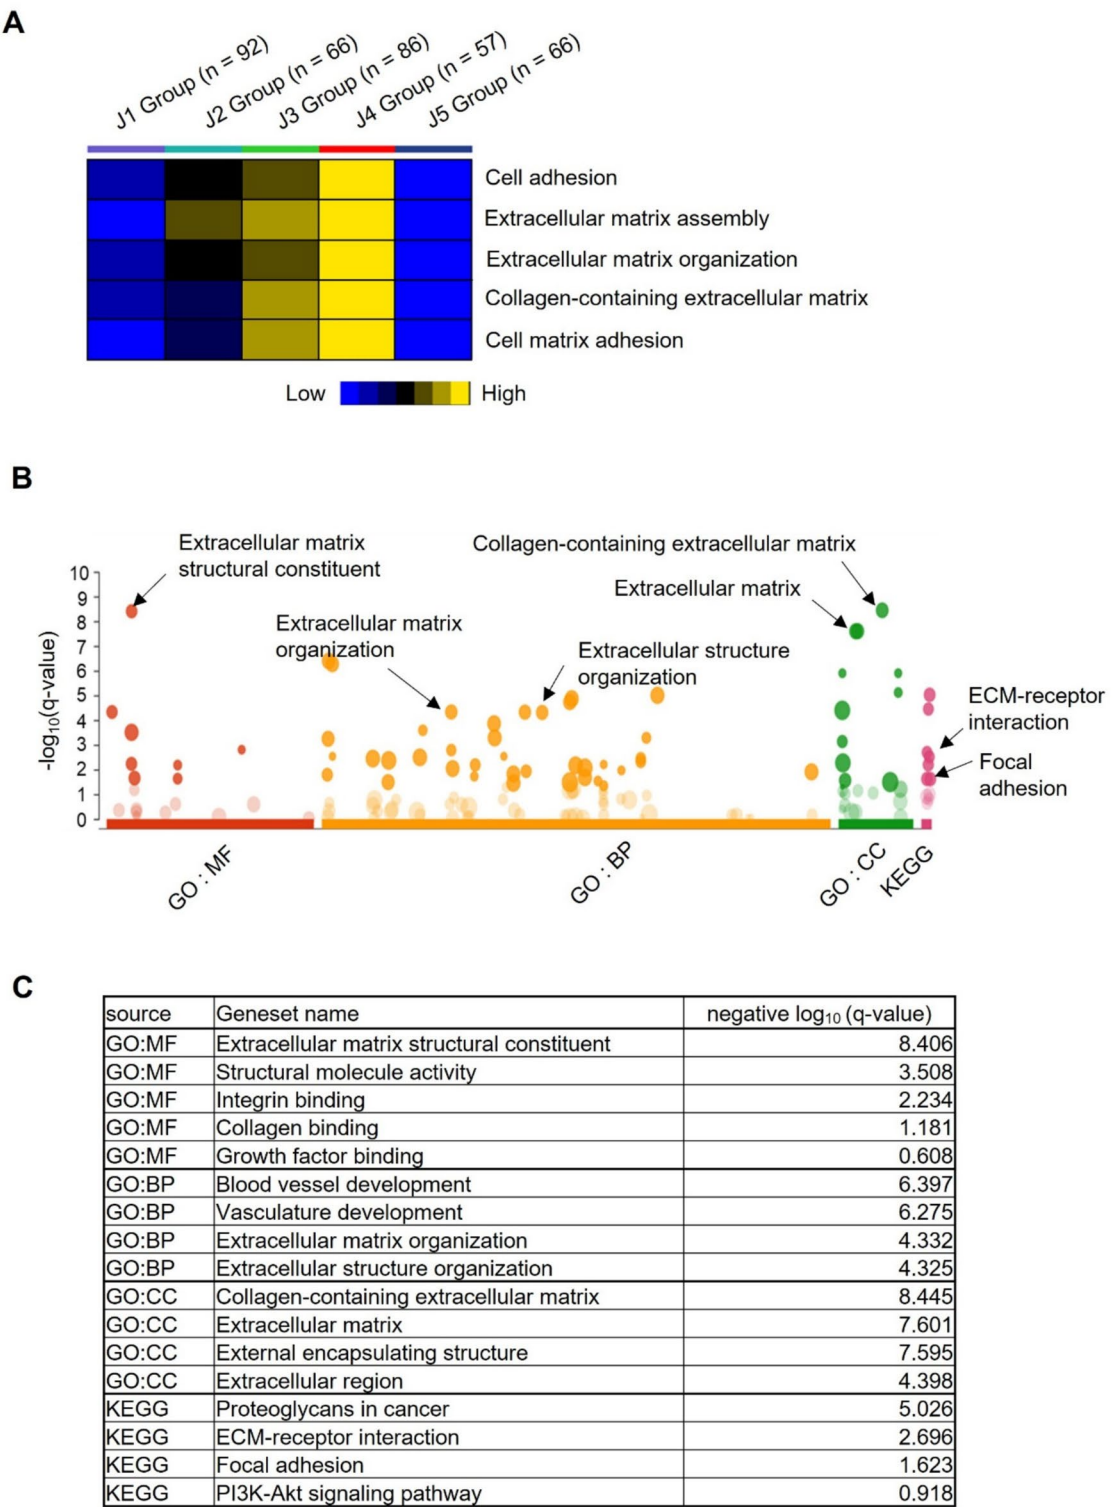 A
J1 Group (n = 92)
J2 Group (n = 66)
J3 Group (n = 86)
J4 Group (n = 57)
J5 Group (n = 66)
Cell adhesion
Extracellular matrix assembly
Extracellular matrix organization
Collagen-containing extracellular matrix
Cell matrix adhesion
Low
High
B
Extracellular matrix
structural constituent
Collagen-containing extracellular matrix
Extracellular matrix
Extracellular matrix
organization
Extracellular structure
organization
ECM-receptor
interaction
Focal
adhesion
-log10(q-value)
10
9
8
7
6
5
4
3
2
1
0
GO : MF
GO : BP
GO : CC
KEGG
C
source Geneset name negative log10 (q-value)
GO:MF Extracellular matrix structural constituent 8.406
GO:MF Structural molecule activity 3.508
GO:MF Integrin binding 2.234
GO:MF Collagen binding 1.181
GO:MF Growth factor binding 0.608
GO:BP Blood vessel development 6.397
GO:BP Vasculature development 6.275
GO:BP Extracellular matrix organization 4.332
GO:BP Extracellular structure organization 4.325
GO:CC Collagen-containing extracellular matrix 8.445
GO:CC Extracellular matrix 7.601
GO:CC External encapsulating structure 7.595
GO:CC Extracellular region 4.398
KEGG Proteoglycans in cancer 5.026
KEGG ECM-receptor interaction 2.696
KEGG Focal adhesion 1.623
KEGG PI3K-Akt signaling pathway 0.918